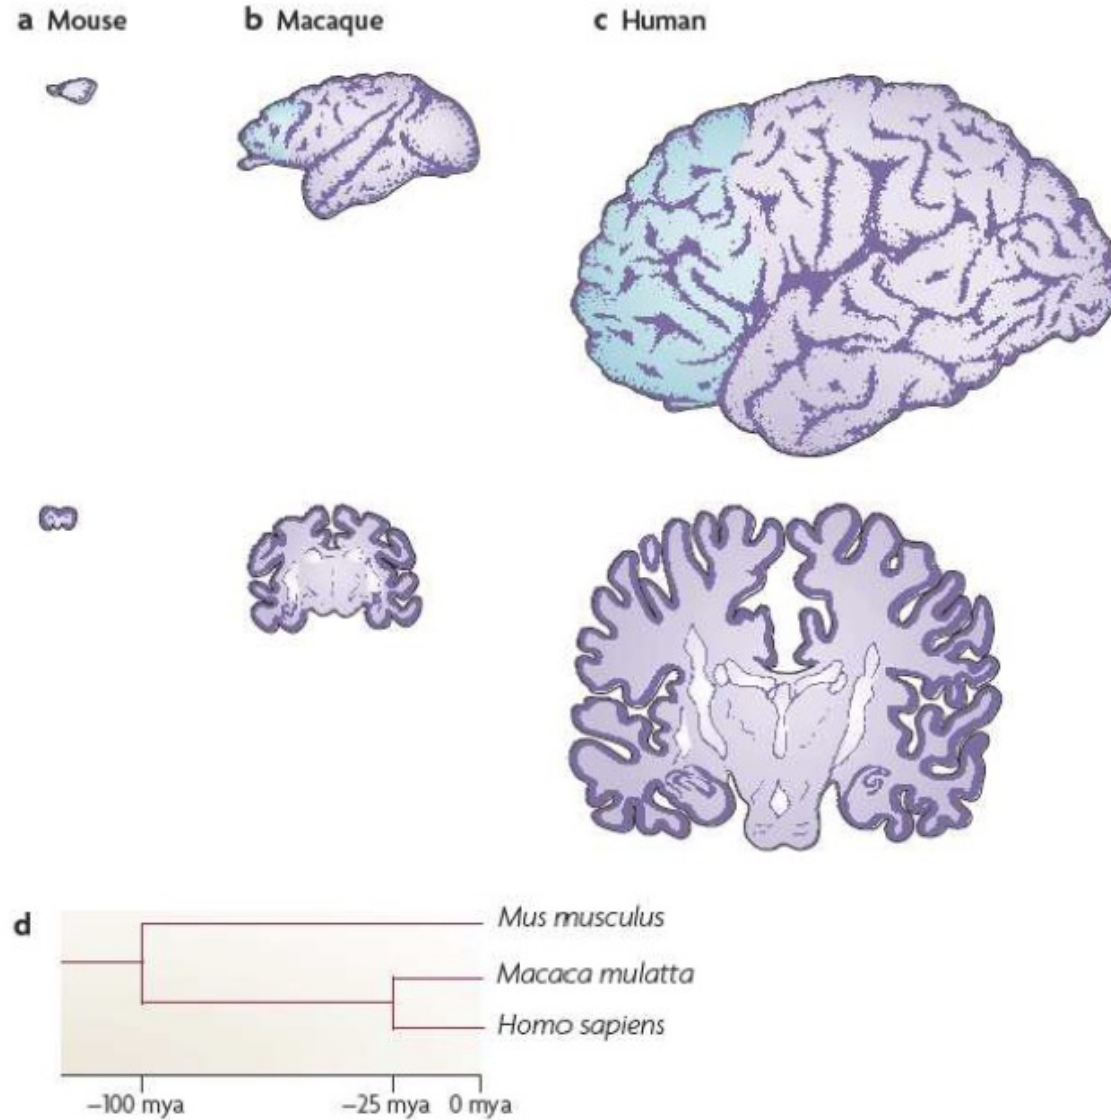 a Mouse
b Macaque
c Human
d
Mus musculus
Macaca mulatta
Homo sapiens
–100 mya
–25 mya
0 mya